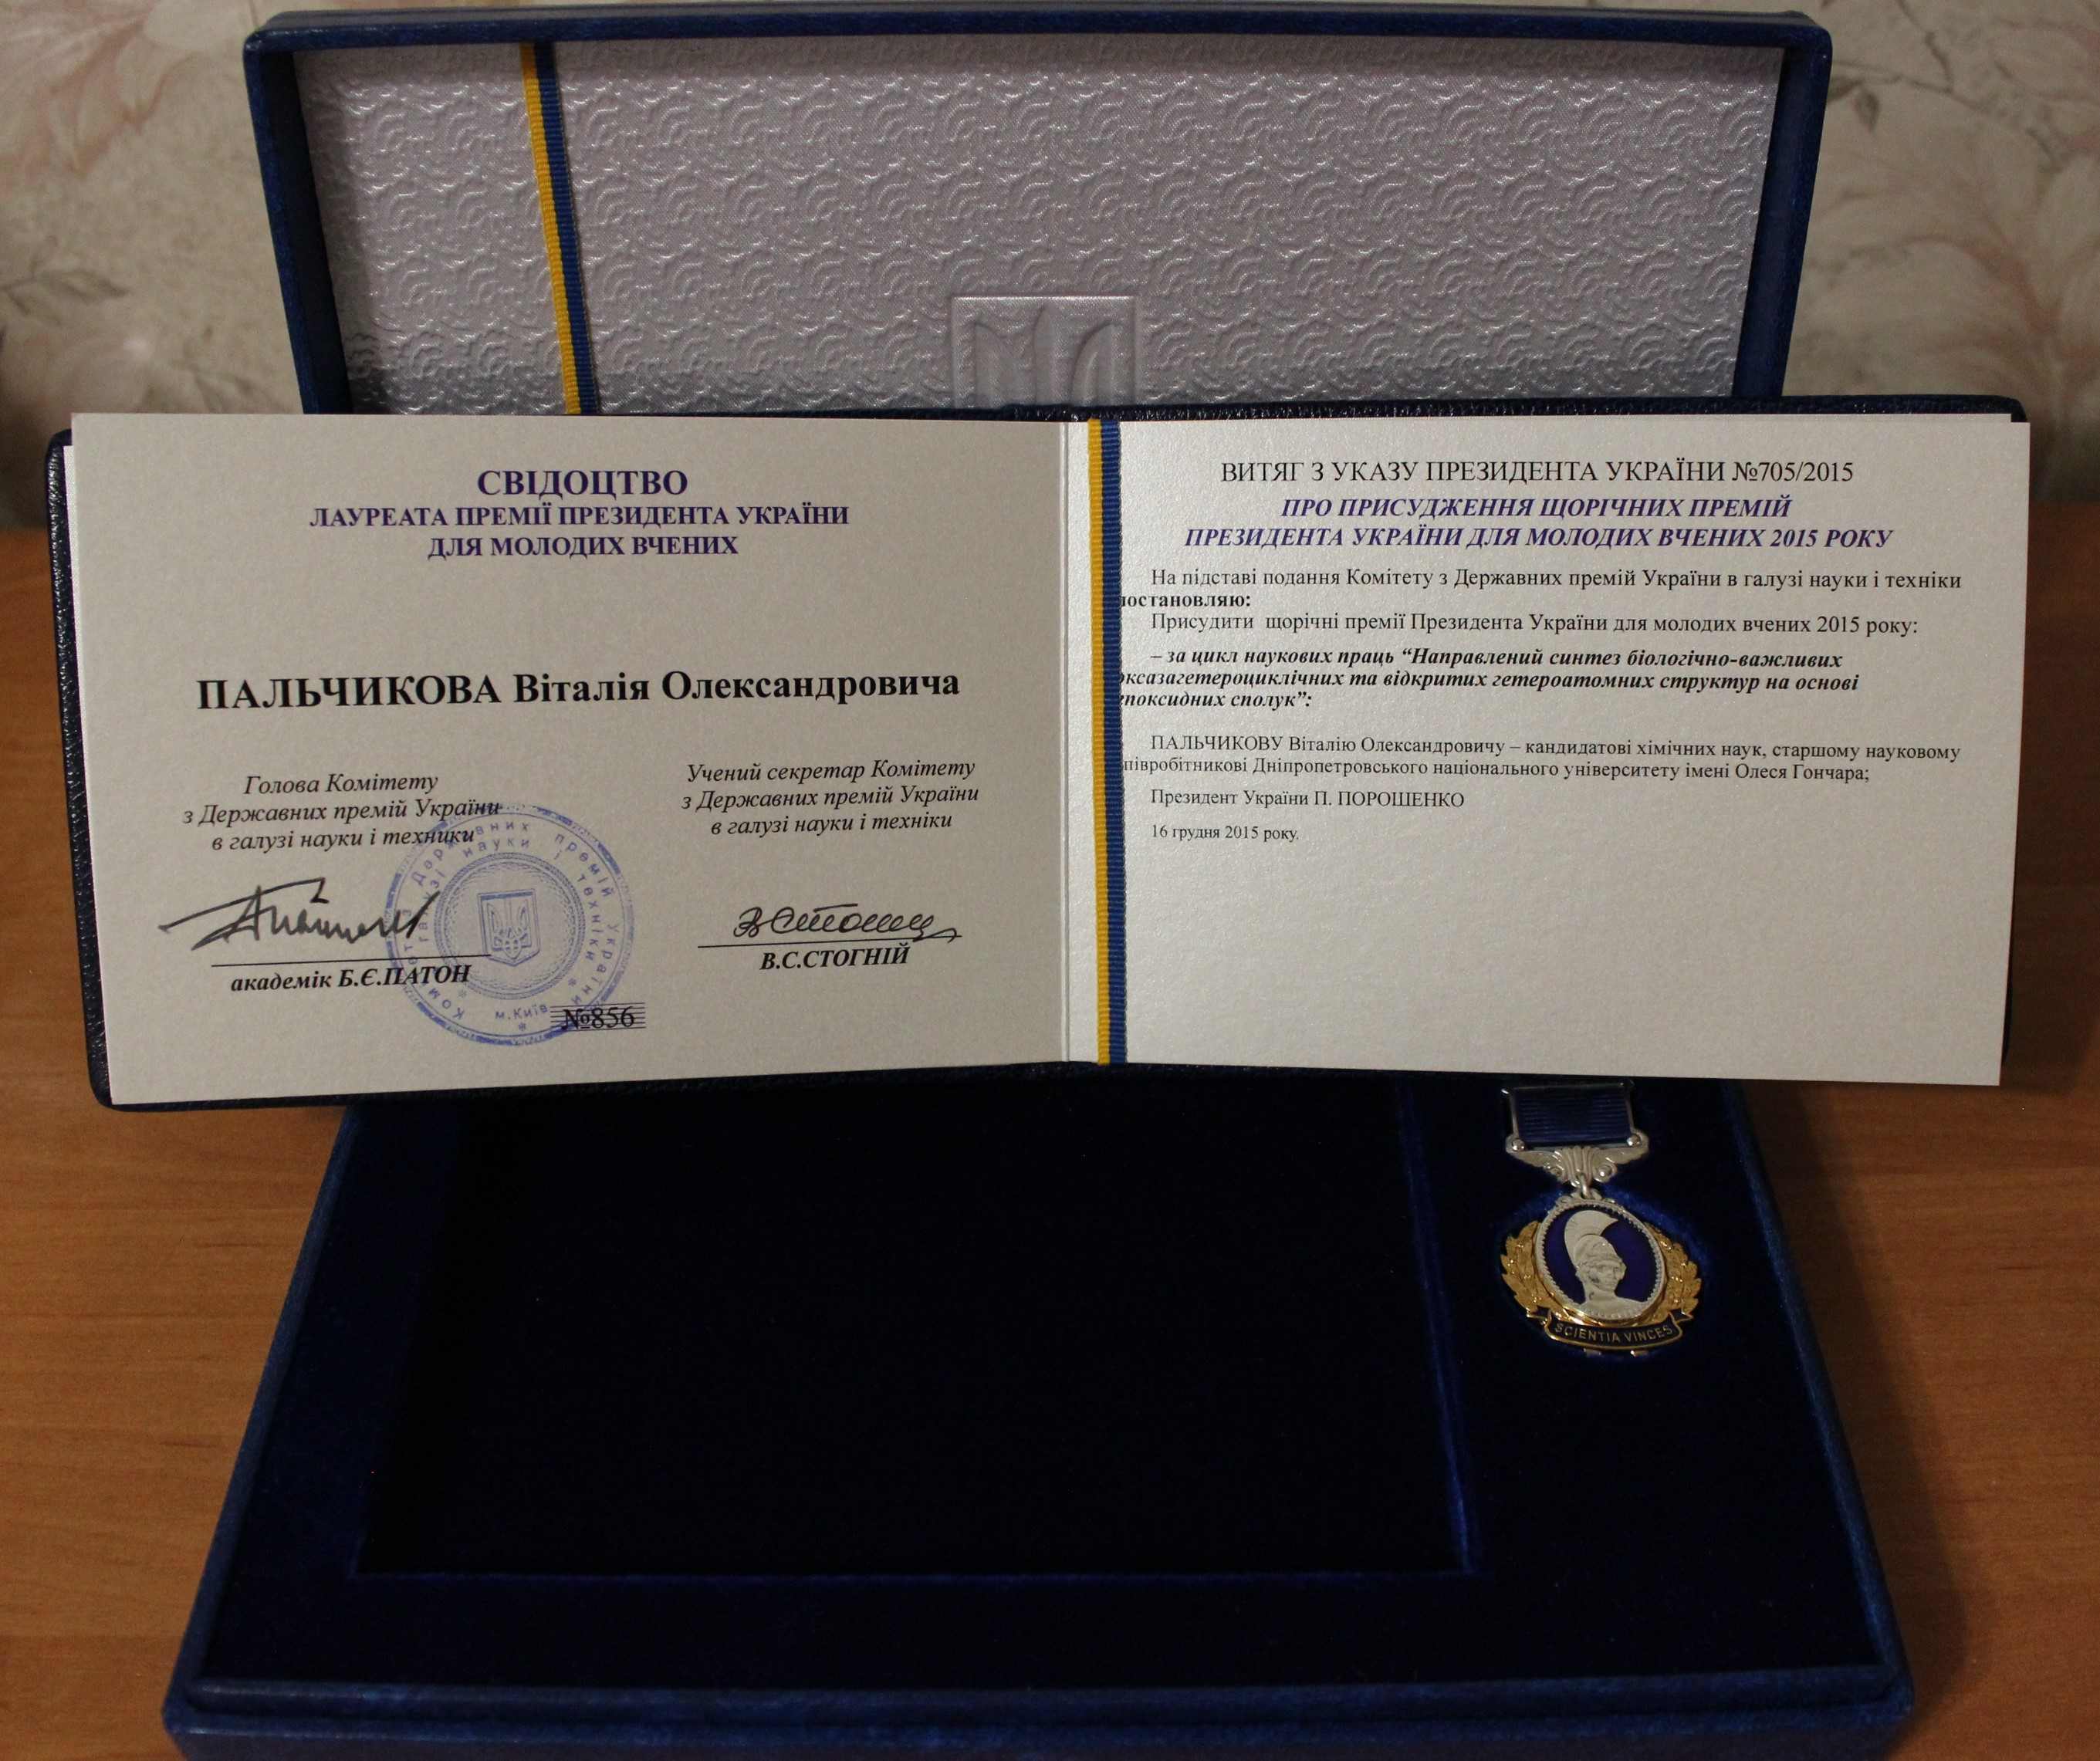 СВІДОЦТВО
ЛАУРЕАТА ПРЕМІЇ ПРЕЗИДЕНТА УКРАЇНИ
ДЛЯ МОЛОДИХ ВЧЕНИХ
ПАЛЬЧИКОВА Віталія Олександровича
Голова Комітету
з Державних премій України
в галузі науки і технiки
Учений секретар Комітету
з Державних премій України
в галузі науки і техніки
академік Б.Є.ПАТОН
В.С.СТОГНІЙ
Комітет з Державних премій України
в галузі науки і техніки
м.Київ
№856
ВИТЯГ З УКАЗУ ПРЕЗИДЕНТА УКРАЇНИ №705/2015
ПРО ПРИСУДЖЕННЯ ЩОРІЧНИХ ПРЕМІЙ
ПРЕЗИДЕНТА УКРАЇНИ ДЛЯ МОЛОДИХ ВЧЕНИХ 2015 РОКУ
На підставі подання Комітету з Державних премій України в галузі науки і техніки
постановляю:
Присудити щорічні премії Президента України для молодих вчених 2015 року:
– за цикл наукових праць “Направлений синтез біологічно-важливих
оксазагетероциклічних та відкритих гетероатомних структур на основі
епоксидних сполук”:
ПАЛЬЧИКОВУ Віталію Олександровичу – кандидатові хімічних наук, старшому науковому
співробітникові Дніпропетровського національного університету імені Олеся Гончара;
Президент України П. ПОРОШЕНКО
16 грудня 2015 року.
SCIENTIA VINCES